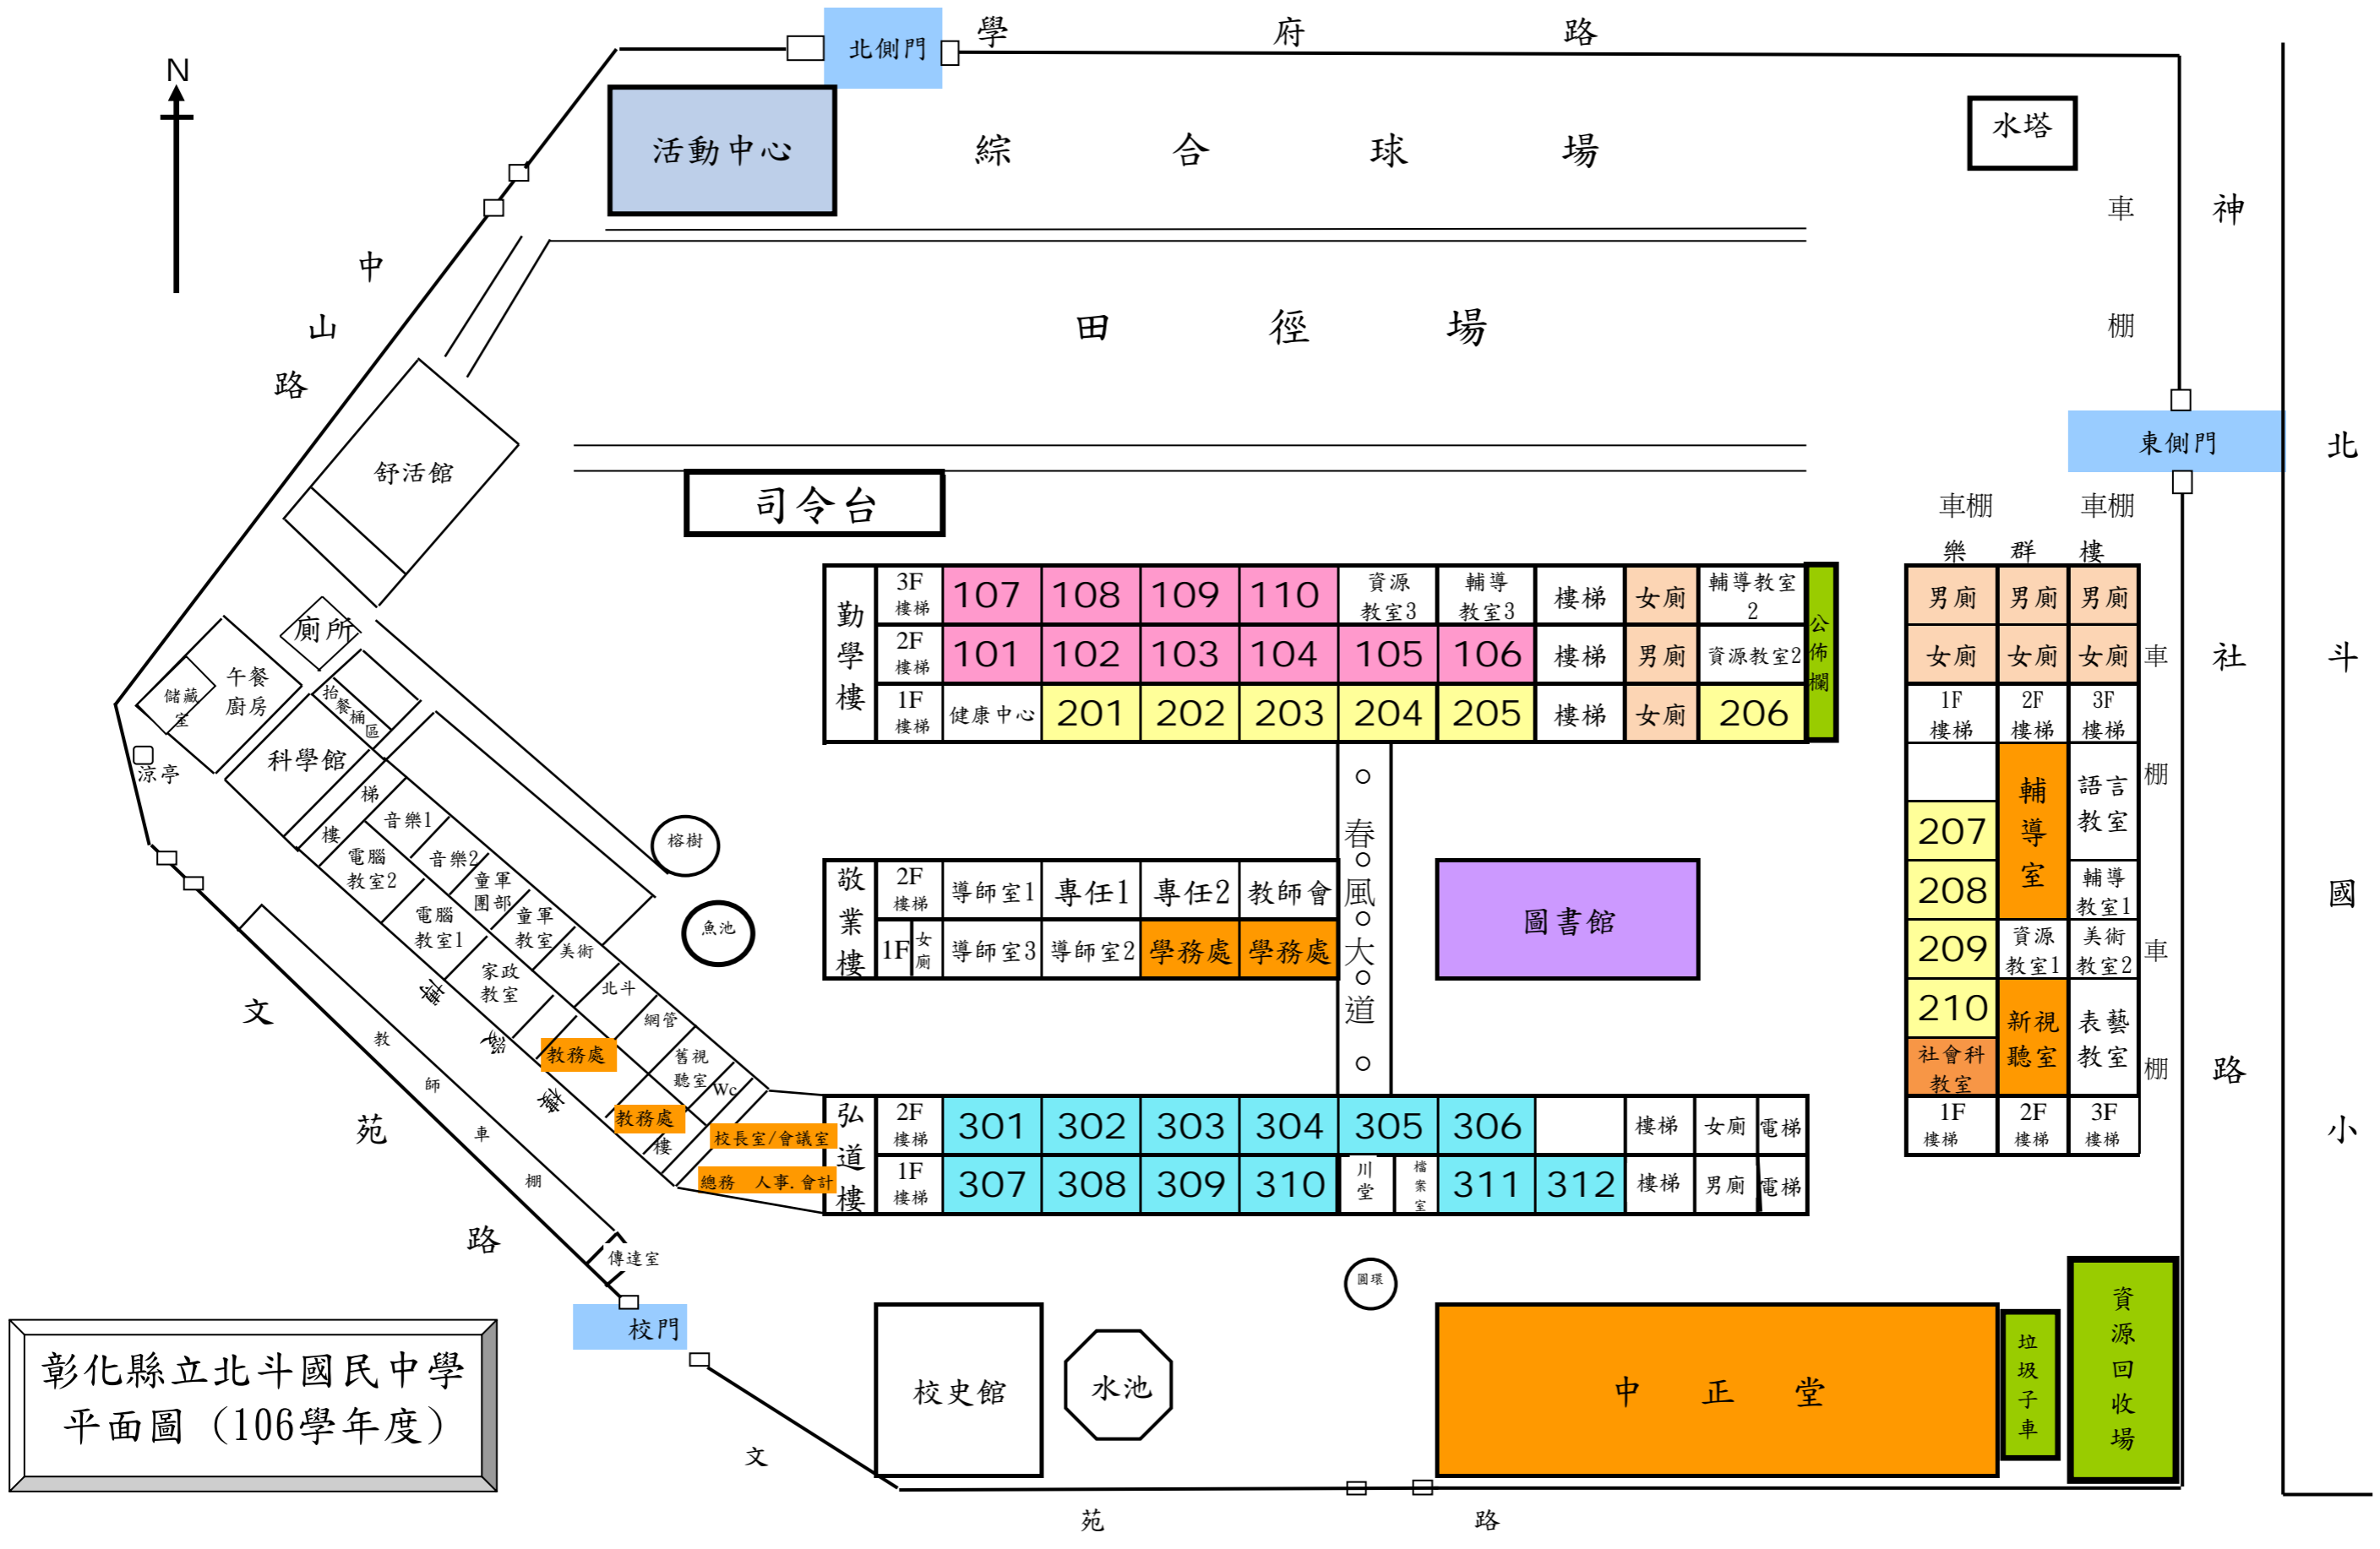 學府路
北側門
N
活動中心
綜合球場
水塔
車棚
神社路
中山路
田徑場
東側門
北斗國小
舒活館
司令台
車棚 車棚
樂群樓
勤學樓
3F 樓梯 107 108 109 110 資源教室3 輔導教室3 樓梯 女廁 輔導教室2
2F 樓梯 101 102 103 104 105 106 樓梯 男廁 資源教室2
1F 樓梯 健康中心 201 202 203 204 205 樓梯 女廁 206
公佈欄
男廁 男廁 男廁
女廁 女廁 女廁
1F 樓梯 2F 樓梯 3F 樓梯
207
208
209
210
社會科教室
輔導室
資源教室1
新視聽室
語言教室
輔導教室1
美術教室2
表藝教室
1F 樓梯 2F 樓梯 3F 樓梯
車棚
車棚
廁所
午餐廚房
儲藏室
抬餐桶區
科學館
涼亭
樓梯
音樂1
音樂2
電腦教室2
童軍團部
電腦教室1
童軍教室
美術
家政教室
北斗
網管
教務處
舊視聽室
Wc
教務處
樓
校長室/會議室
總務 人事.會計
榕樹
魚池
敬業樓
2F 樓梯 導師室1 專任1 專任2 教師會
1F 女廁 導師室3 導師室2 學務處 學務處
春風大道
圖書館
弘道樓
2F 樓梯 301 302 303 304 305 306 樓梯 女廁 電梯
1F 樓梯 307 308 309 310 川堂 檔案室 311 312 樓梯 男廁 電梯
文苑路
教師車棚
傳達室
校門
圓環
校史館
水池
中正堂
垃圾子車
資源回收場
彰化縣立北斗國民中學
平面圖（106學年度）
文苑路